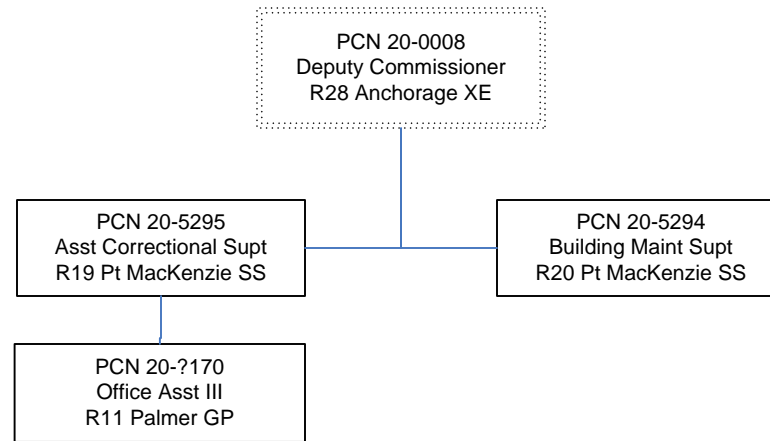 PCN 20-0008
Deputy Commissioner
R28 Anchorage XE
PCN 20-5295
Asst Correctional Supt
R19 Pt MacKenzie SS
PCN 20-5294
Building Maint Supt
R20 Pt MacKenzie SS
PCN 20-?170
Office Asst III
R11 Palmer GP